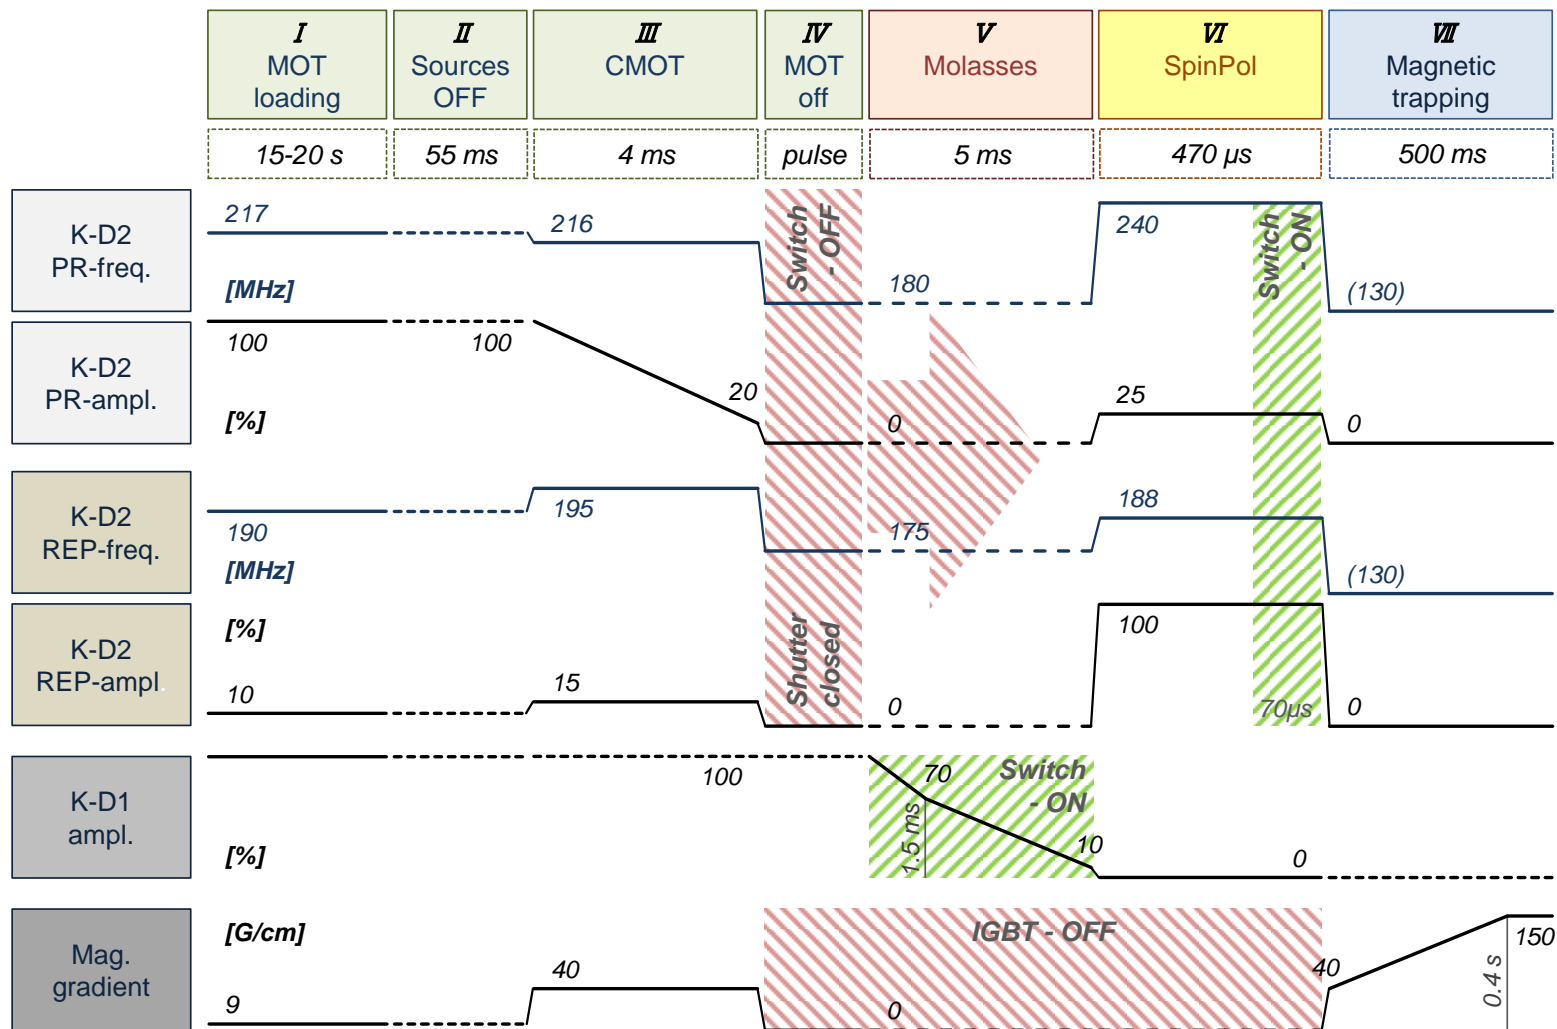 I
MOT
loading
II
Sources
OFF
III
CMOT
IV
MOT
off
V
Molasses
VI
SpinPol
VII
Magnetic
trapping
15-20 s
55 ms
4 ms
pulse
5 ms
470 µs
500 ms
K-D2
PR-freq.
217
216
Switch
- OFF
180
240
Switch
- ON
(130)
[MHz]
K-D2
PR-ampl.
100
100
20
0
25
0
[%]
K-D2
REP-freq.
190
195
175
188
(130)
[MHz]
K-D2
REP-ampl.
[%]
10
15
Shutter
closed
0
100
70µs
0
K-D1
ampl.
100
70
Switch
- ON
1.5 ms
10
0
[%]
Mag.
gradient
[G/cm]
9
40
IGBT - OFF
0
40
0.4 s
150